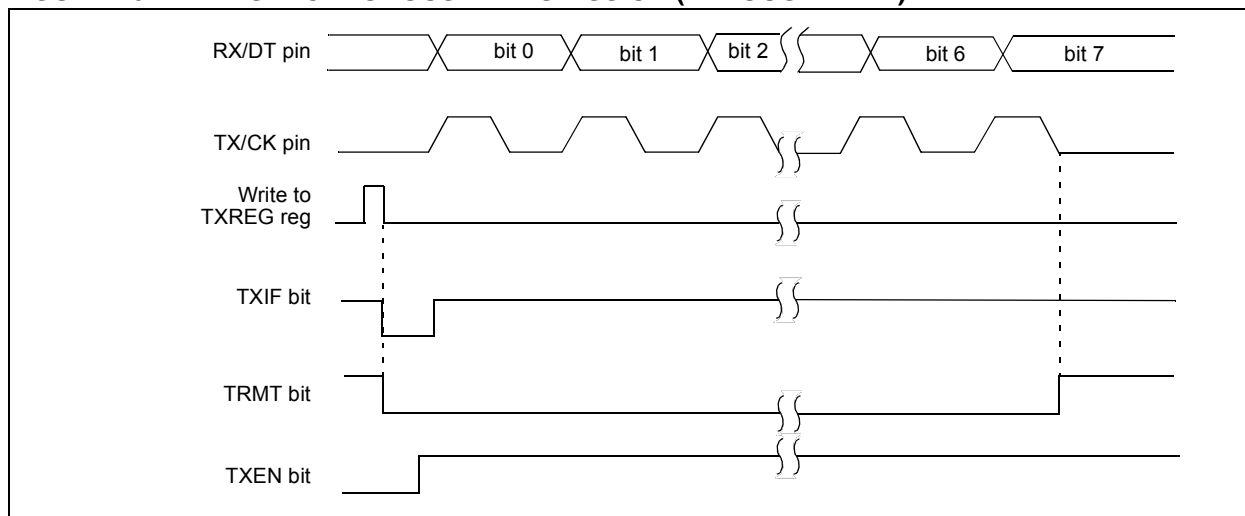 RX/DT pin
bit 0
bit 1
bit 2
bit 6
bit 7
TX/CK pin
Write to
TXREG reg
TXIF bit
TRMT bit
TXEN bit